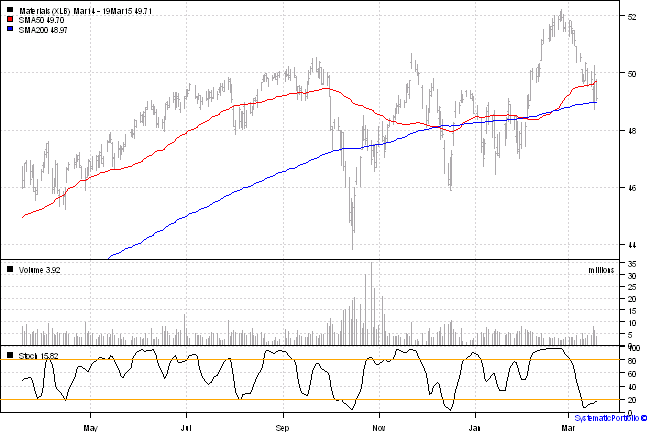 Materials (XLB) Mar14 - 19Mar15 49.71
SMA50 49.70
SMA200 48.97
52
50
48
46
44
Volume 3.92
millions
35
30
25
20
15
10
5
Stoch 15.82
100
80
60
40
20
0
May
Jul
Sep
Nov
Jan
Mar
SystematicPortfolio ©